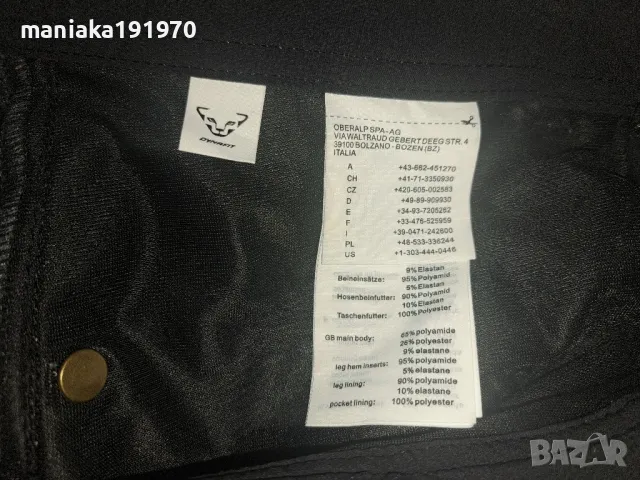 maniaka191970
DYNAFIT
OBERALP SPA-AG
VIA WALTRAUD GEBERT DEEG STR. 4
39100 BOLZANO - BOZEN (BZ)
ITALIA
A +43-662-451270
CH +41-71-3350930
CZ +420-605-002583
D +49-89-909930
E +34-93-7205262
F +33-476-525959
I +39-0471-242600
PL +48-533-336244
US +1-303-444-0446
9% Elastan
Beineinsätze: 95% Polyamid
5% Elastan
Hosenbeinfutter: 90% Polyamid
10% Elastan
Taschenfutter: 100% Polyester
GB main body: 65% polyamide
26% polyester
9% elastane
leg hem inserts: 95% polyamide
5% elastane
leg lining: 90% polyamide
10% elastane
pocket lining: 100% polyester
BAZAR